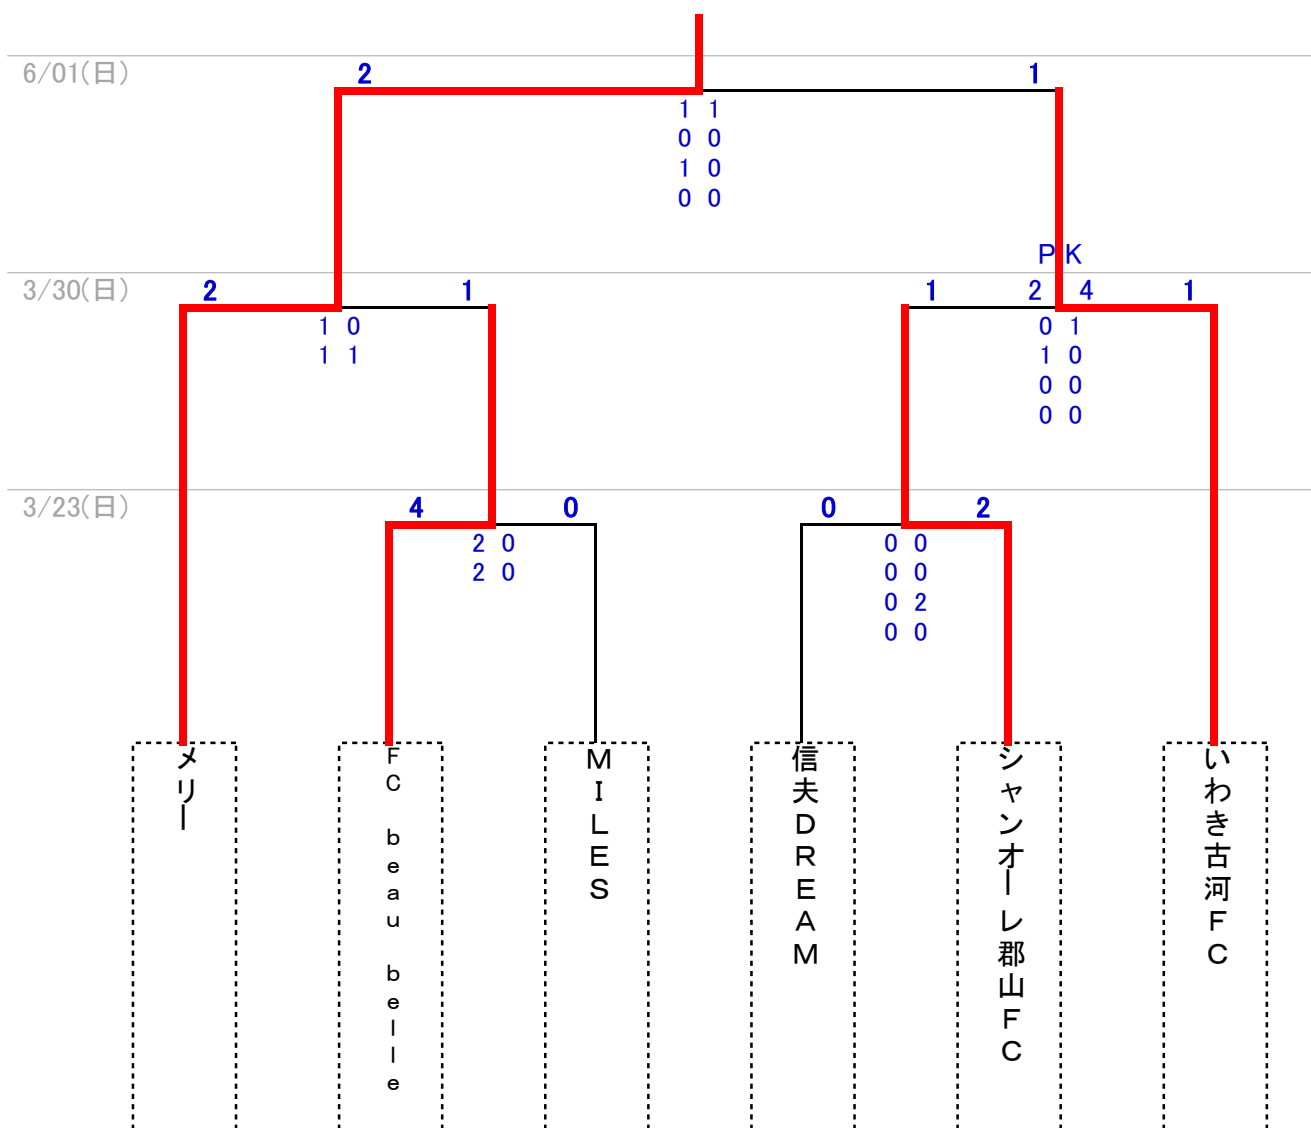 6/01(日) 2 1
1 1
0 0
1 0
0 0
PK
3/30(日) 2 1 1 2 4 1
1 0 0 1
1 1 1 0
0 0
0 0
3/23(日) 4 0 0 2
2 0 0 0
2 0 0 0
0 2
0 0
メリー
FC beau belle
MILES
信夫DREAM
シャンオーレ郡山FC
いわき古河FC